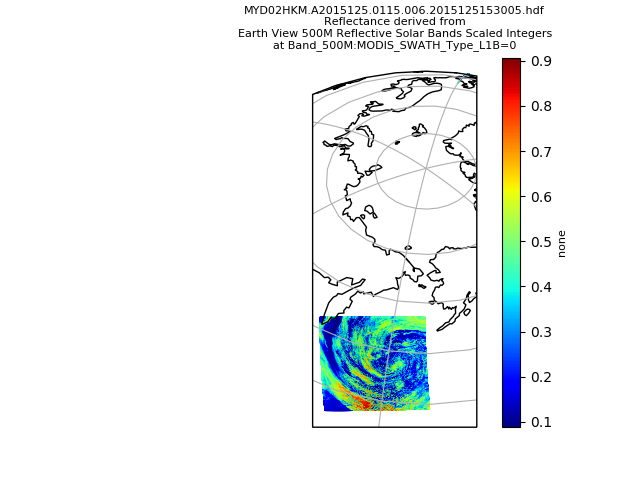 MYD02HKM.A2015125.0115.006.2015125153005.hdf
Reflectance derived from
Earth View 500M Reflective Solar Bands Scaled Integers
at Band_500M:MODIS_SWATH_Type_L1B=0
0.9
0.8
0.7
0.6
0.5
0.4
0.3
0.2
0.1
none